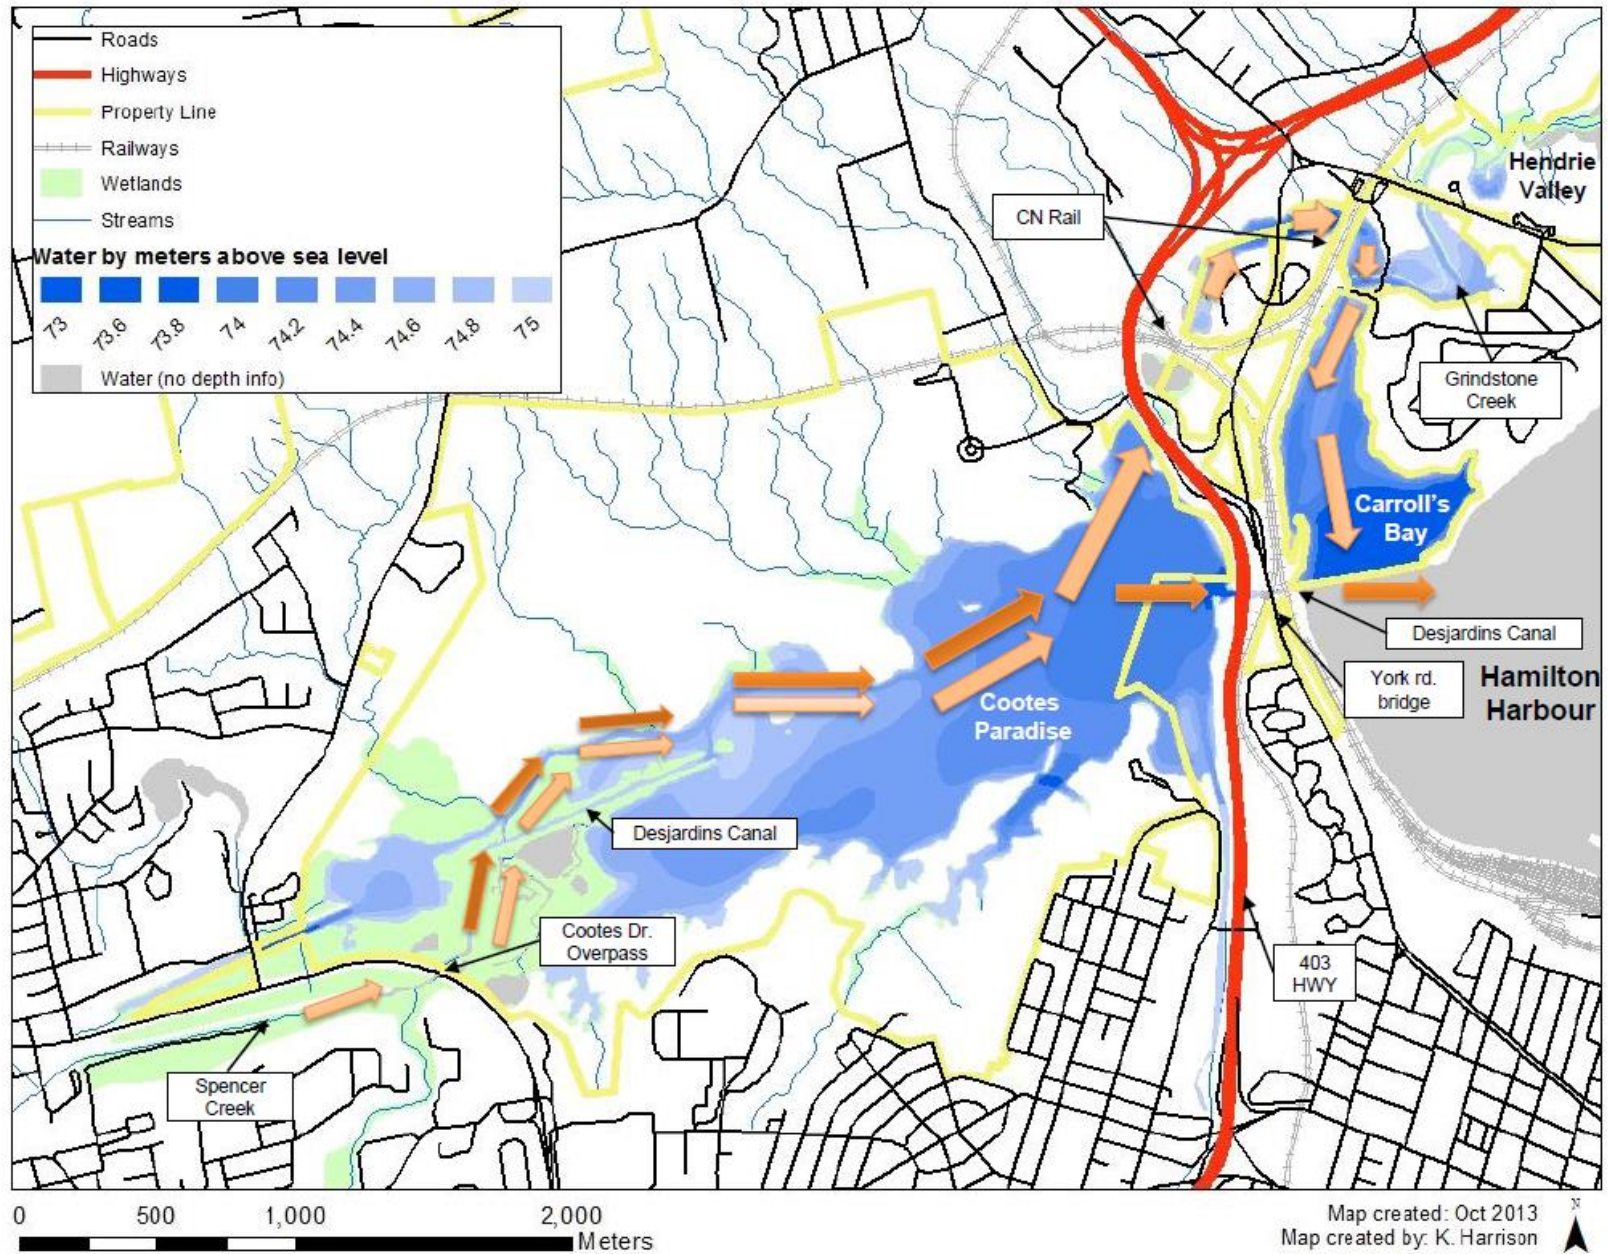 Roads
Highways
Property Line
Railways
Wetlands
Streams
Water by meters above sea level
73 73.6 73.8 74 74.2 74.4 74.6 74.8 75
Water (no depth info)
CN Rail
Hendrie
Valley
Grindstone
Creek
Carroll's
Bay
Desjardins Canal
York rd.
bridge
Hamilton
Harbour
Cootes
Paradise
Desjardins Canal
Cootes Dr.
Overpass
403
HWY
Spencer
Creek
0 500 1,000 2,000
Meters
Map created: Oct 2013
Map created by: K. Harrison
N